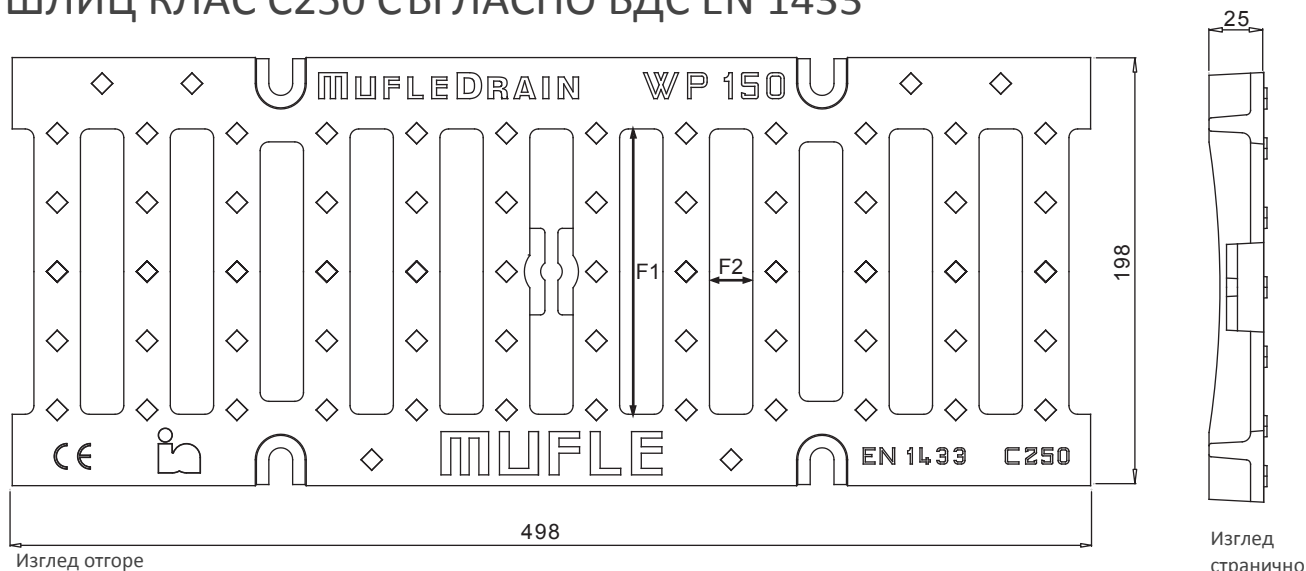 ШЛИЦ КЛАС C250 СЪГЛАСНО БДС EN 1433
25
MUFLEDRAIN WP 150
F1
F2
198
CE
MUFLE
EN 1433 C250
498
Изглед отгоре
Изглед
странично